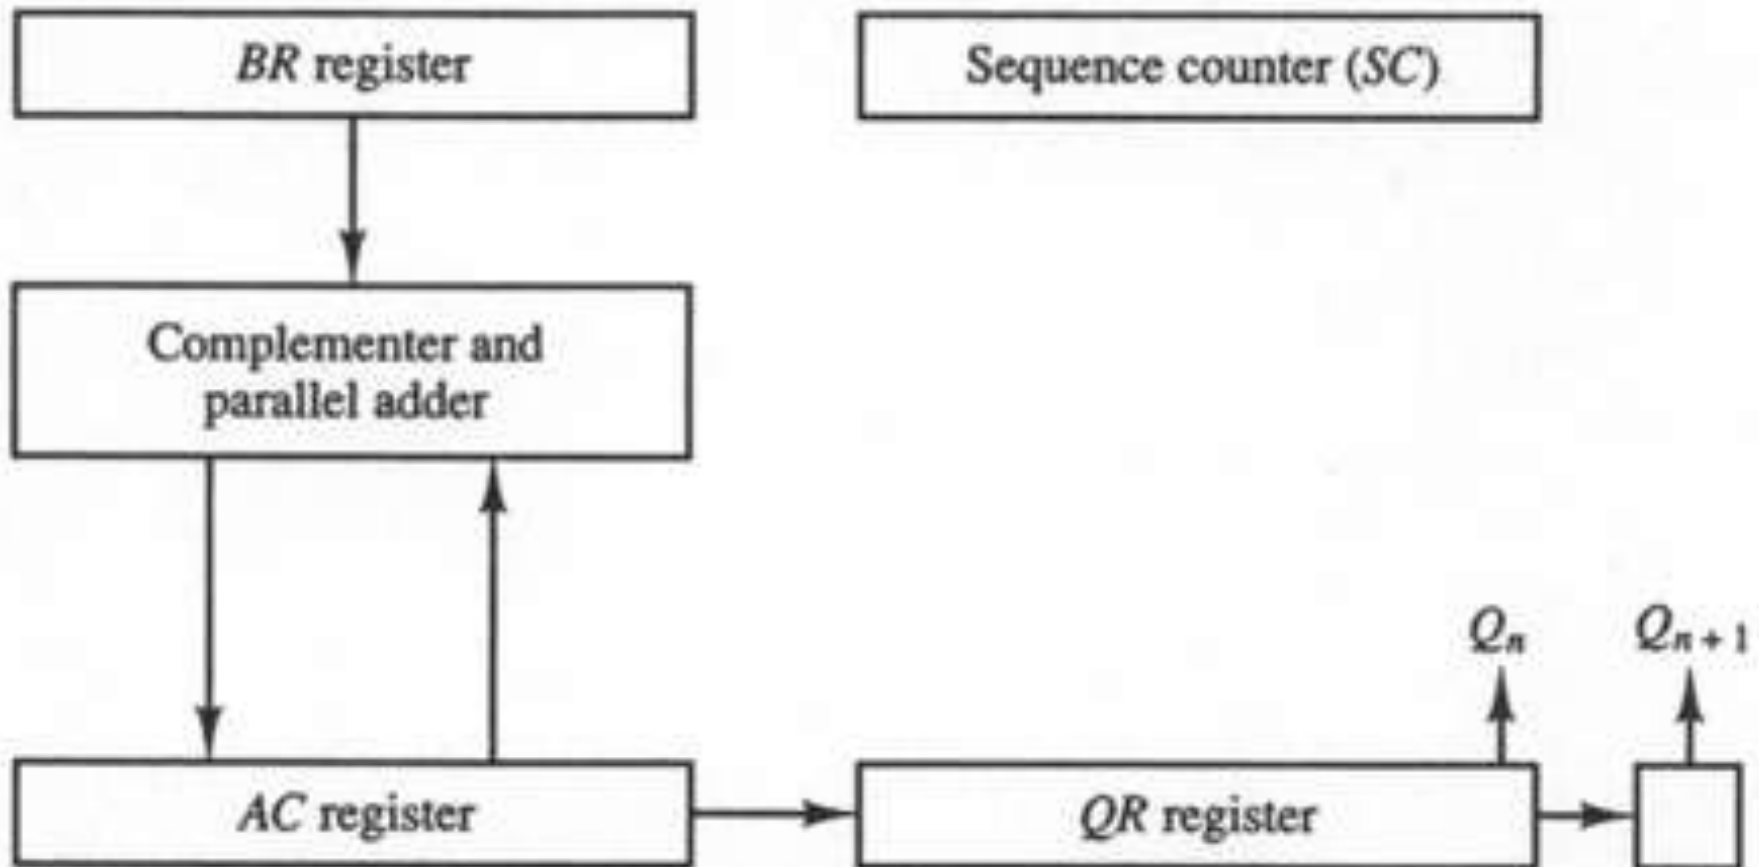 BR register
Sequence counter (SC)
Complementer and
parallel adder
Qn
Qn + 1
AC register
QR register